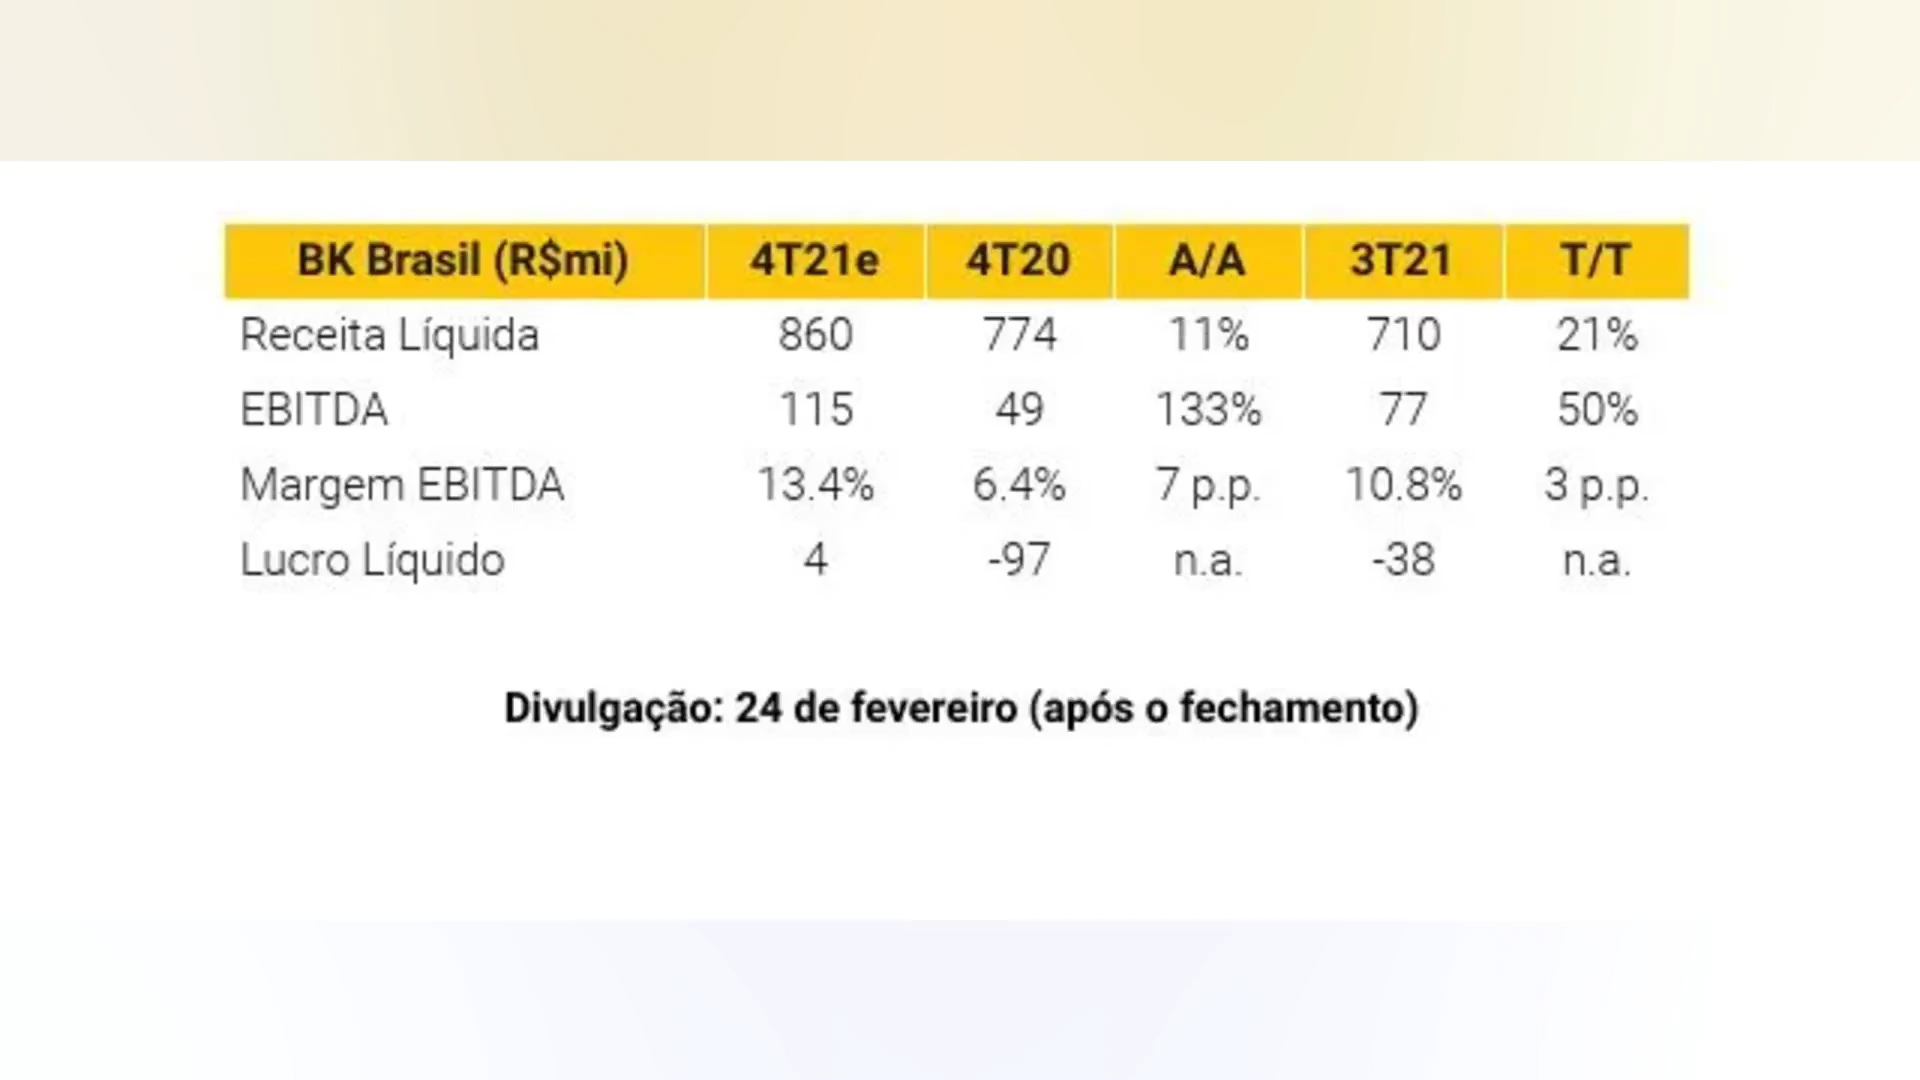 BK Brasil (R$mi) 4T21e 4T20 A/A 3T21 T/T
Receita Líquida 860 774 11% 710 21%
EBITDA 115 49 133% 77 50%
Margem EBITDA 13.4% 6.4% 7 p.p. 10.8% 3 p.p.
Lucro Líquido 4 -97 n.a. -38 n.a.
Divulgação: 24 de fevereiro (após o fechamento)